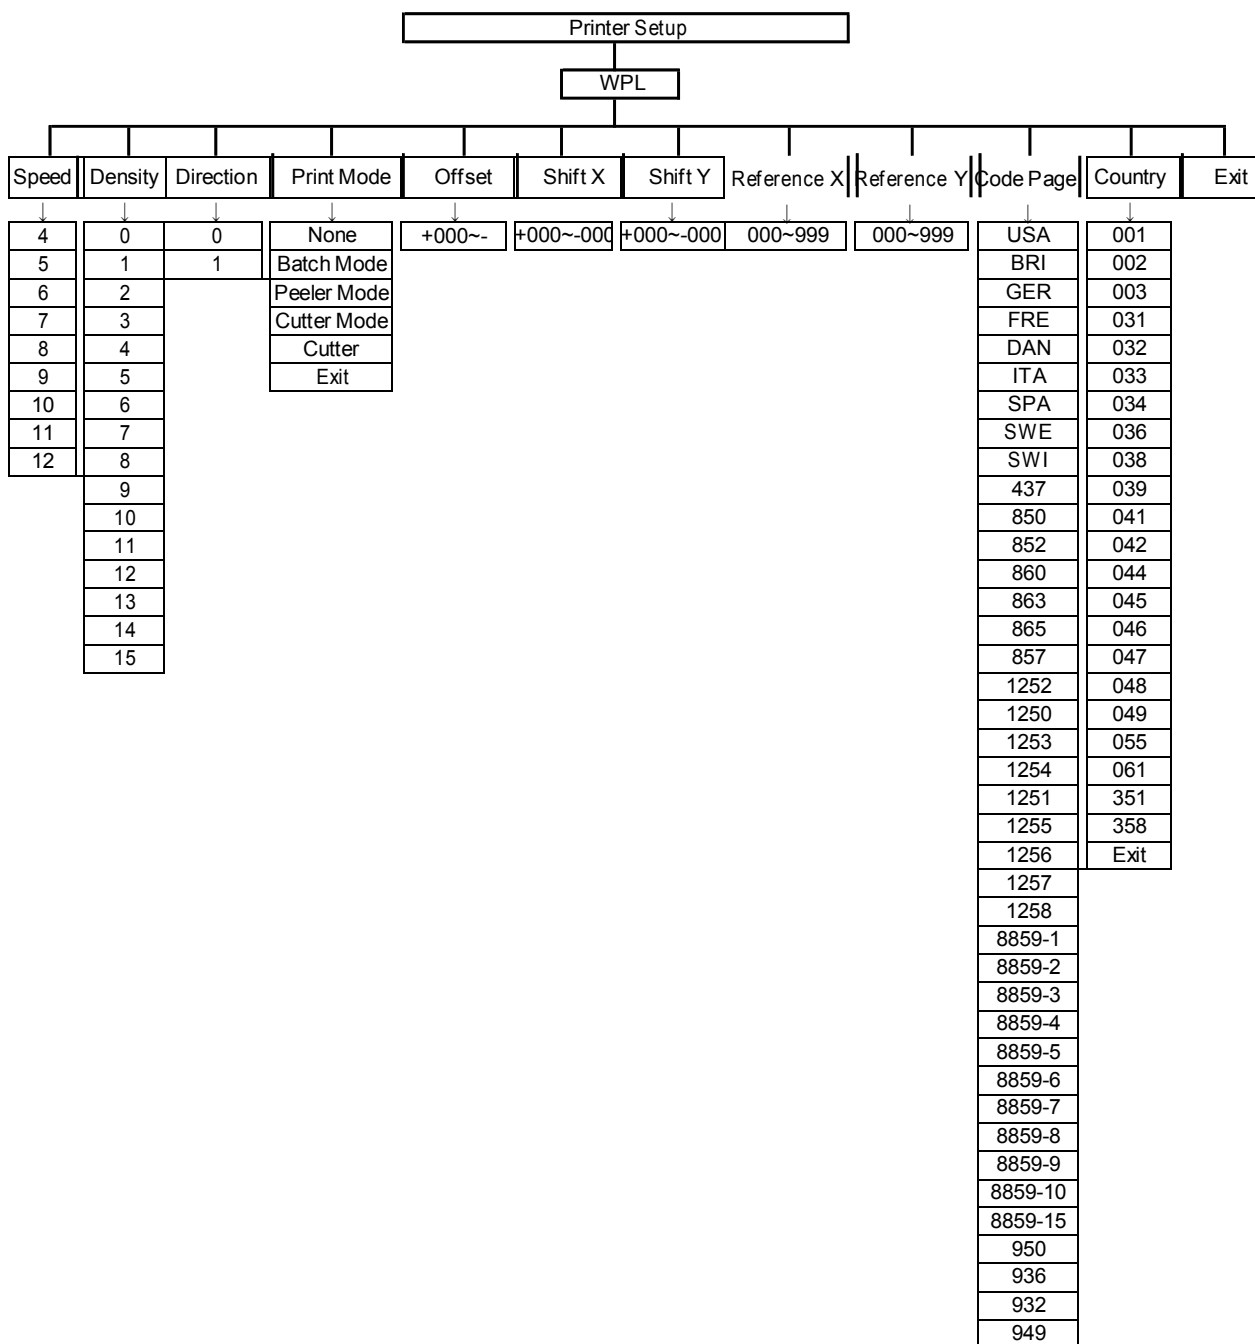 Printer Setup
WPL
Speed Density Direction Print Mode Offset Shift X Shift Y Reference X Reference Y Code Page Country Exit
4 0 0 None +000~- +000~-000 +000~-000 000~999 000~999 USA 001
5 1 1 Batch Mode BRI 002
6 2 Peeler Mode GER 003
7 3 Cutter Mode FRE 031
8 4 Cutter DAN 032
9 5 Exit ITA 033
10 6 SPA 034
11 7 SWE 036
12 8 SWI 038
9 437 039
10 850 041
11 852 042
12 860 044
13 863 045
14 865 046
15 857 047
1252 048
1250 049
1253 055
1254 061
1251 351
1255 358
1256 Exit
1257
1258
8859-1
8859-2
8859-3
8859-4
8859-5
8859-6
8859-7
8859-8
8859-9
8859-10
8859-15
950
936
932
949